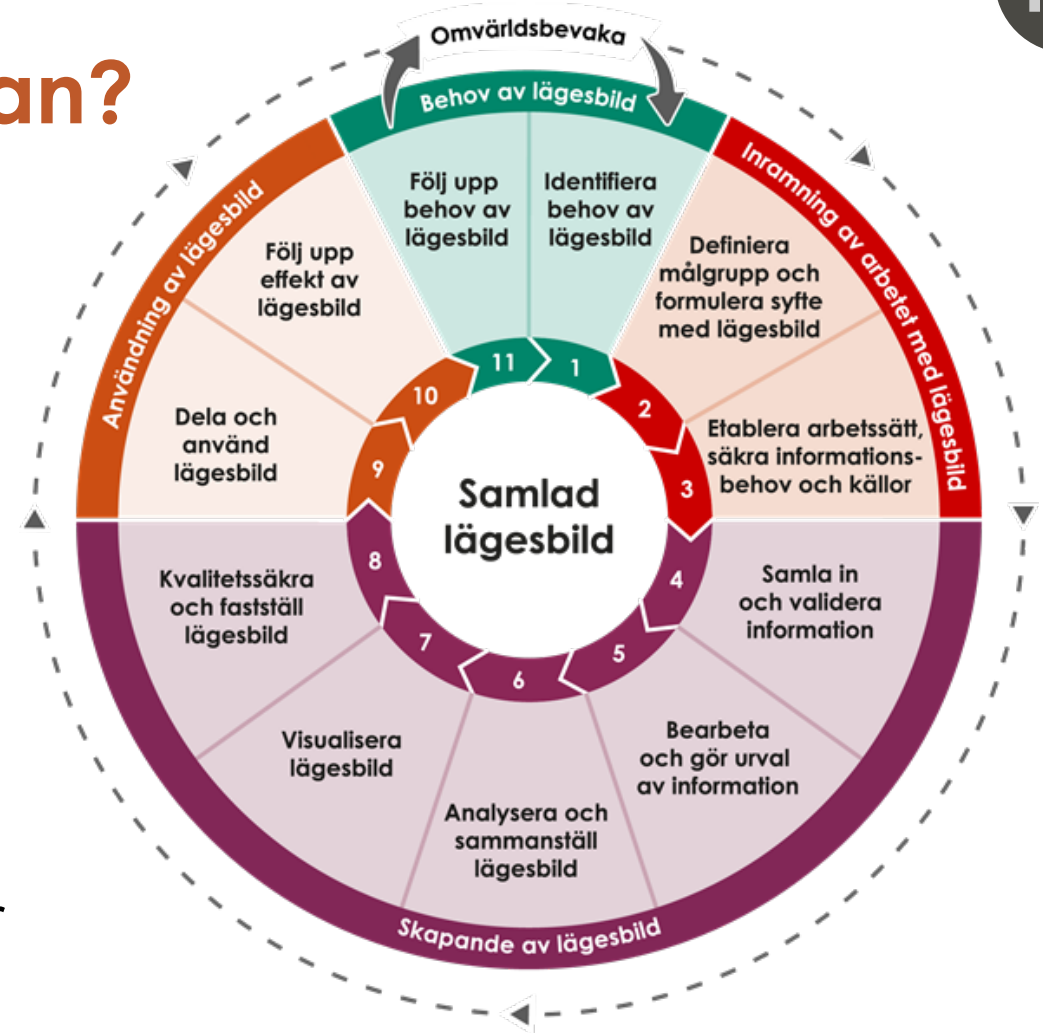 an?
Omvärldsbevaka
Behov av lägesbild
Följ upp
behov av
lägesbild
Identifiera
behov av
lägesbild
Inramning av arbetet med lägesbild
Definiera
målgrupp och
formulera syfte
med lägesbild
Etablera arbetssätt,
säkra informations-
behov och källor
Användning av lägesbild
Följ upp
effekt av
lägesbild
Dela och
använd
lägesbild
11
1
2
3
4
5
6
7
8
9
10
Samlad
lägesbild
Samla in
och validera
information
Bearbeta
och gör urval
av information
Analysera och
sammanställ
lägesbild
Visualisera
lägesbild
Kvalitetssäkra
och fastställ
lägesbild
Skapande av lägesbild